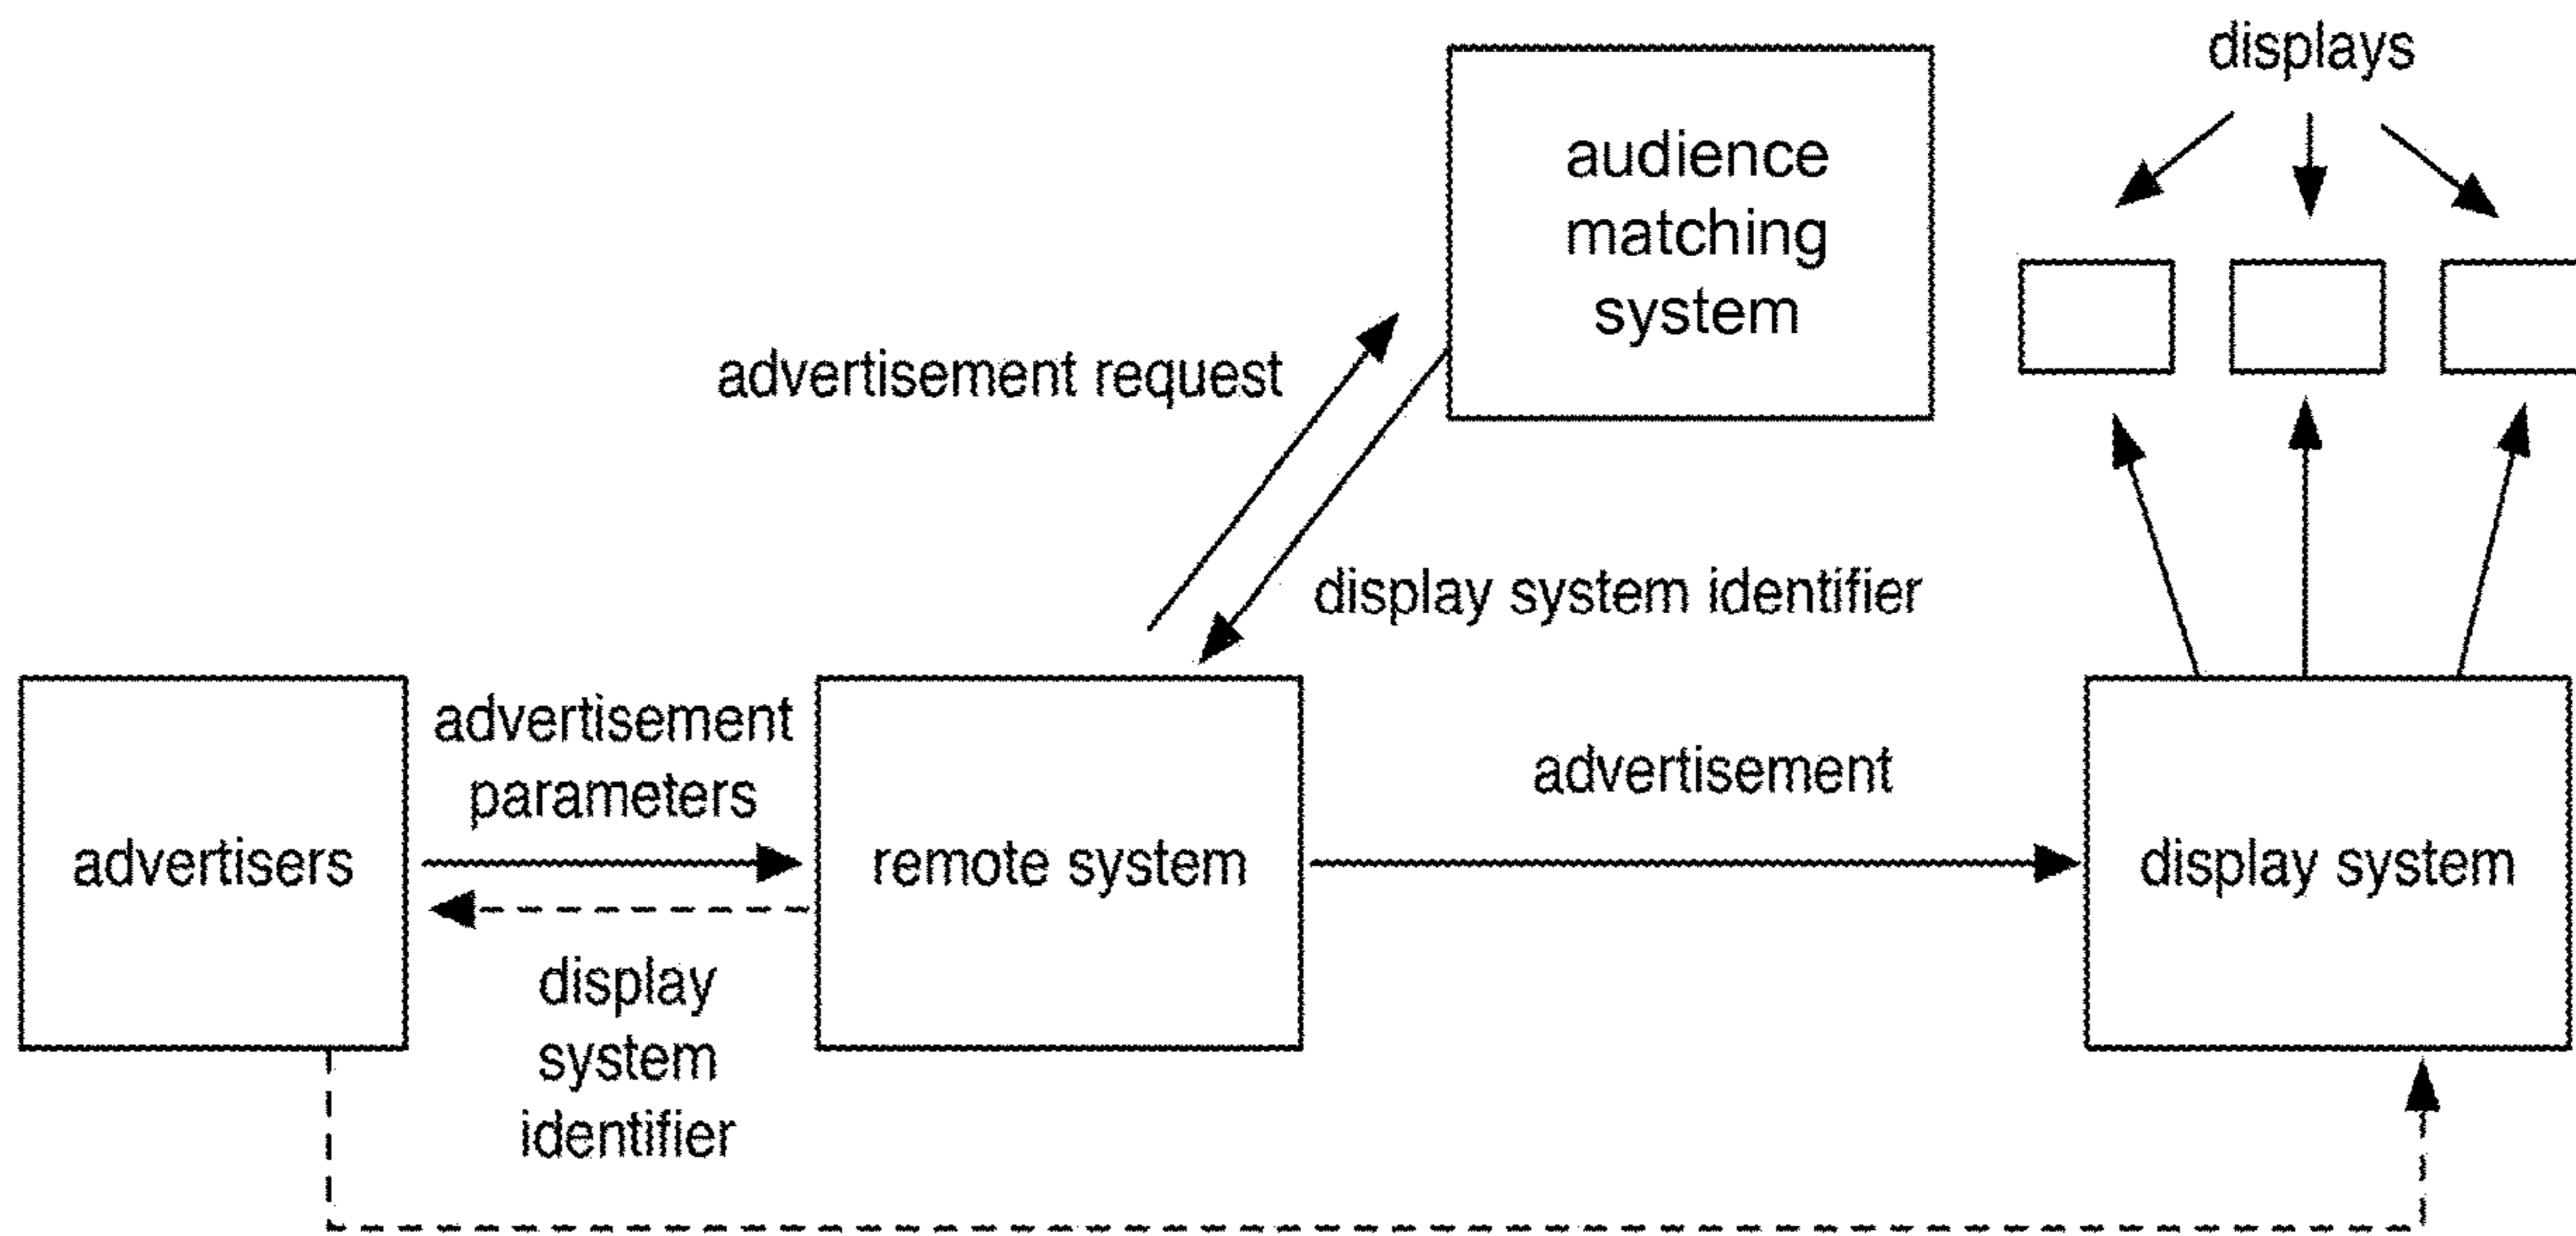 displays
audience
matching
system
advertisement request
display system identifier
advertisement
parameters
advertisement
advertisers
remote system
display system
display
system
identifier